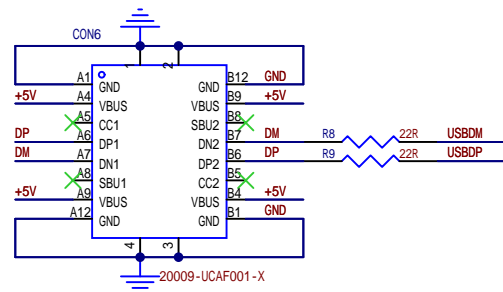 CON6
1 2
A1 GND GND B12 GND
+5V A4 VBUS VBUS B9 +5V
A5 CC1 SBU2 B8
DP A6 DP1 DN2 B7 DM R8 22R USBDM
DM A7 DN1 DP2 B6 DP R9 22R USBDP
A8 SBU1 CC2 B5
+5V A9 VBUS VBUS B4 +5V
A12 GND GND B1 GND
4 3
20009-UCAF001-X